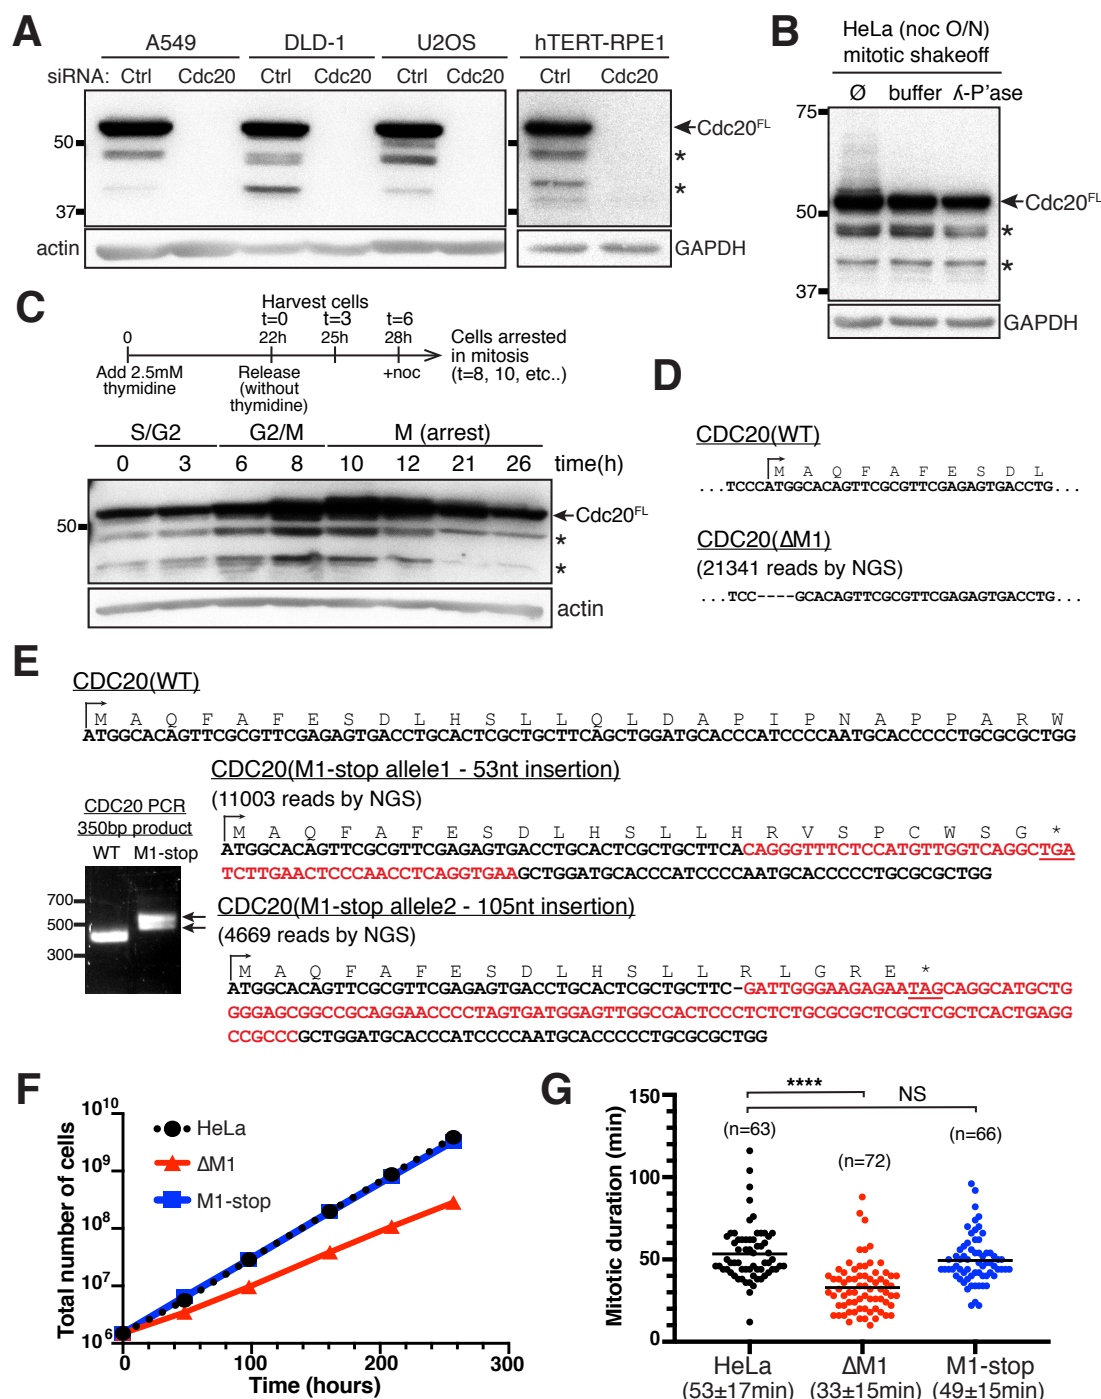 A
A549 DLD-1 U2OS hTERT-RPE1
siRNA: Ctrl Cdc20 Ctrl Cdc20 Ctrl Cdc20 Ctrl Cdc20
50
37
Cdc20FL
*
*
actin
GAPDH
B
HeLa (noc O/N)
mitotic shakeoff
Ø buffer ʎ-P'ase
75
50
37
Cdc20FL
*
*
GAPDH
C
Harvest cells
t=0 t=3 t=6
0 22h 25h 28h
Add 2.5mM
thymidine
Release
(without
thymidine)
+noc
Cells arrested
in mitosis
(t=8, 10, etc..)
S/G2 G2/M M (arrest)
0 3 6 8 10 12 21 26 time(h)
50
Cdc20FL
*
*
actin
D
CDC20(WT)
M A Q F A F E S D L
...TCCCATGGCACAGTTCGCGTTCGAGAGTGACCTG...
CDC20(ΔM1)
(21341 reads by NGS)
...TCC----GCACAGTTCGCGTTCGAGAGTGACCTG...
E
CDC20(WT)
M A Q F A F E S D L H S L L Q L D A P I P N A P P A R W
ATGGCACAGTTCGCGTTCGAGAGTGACCTGCACTCGCTGCTTCAGCTGGATGCACCCATCCCCAATGCACCCCCTGCGCGCTGG
CDC20 PCR
350bp product
WT M1-stop
700
500
300
CDC20(M1-stop allele1 - 53nt insertion)
(11003 reads by NGS)
M A Q F A F E S D L H S L L H R V S P C W S G *
ATGGCACAGTTCGCGTTCGAGAGTGACCTGCACTCGCTGCTTCACAGGGTTTCTCCATGTTGGTCAGGCTGA
TCTTGAACTCCCAACCTCAGGTGAAGCTGGATGCACCCATCCCCAATGCACCCCCTGCGCGCTGG
CDC20(M1-stop allele2 - 105nt insertion)
(4669 reads by NGS)
M A Q F A F E S D L H S L L R L G R E *
ATGGCACAGTTCGCGTTCGAGAGTGACCTGCACTCGCTGCTTC-GATTGGGAAGAGAATAGCAGGCATGCTG
GGGAGCGGCCGCAGGAACCCCTAGTGATGGAGTTGGCCACTCCCTCTCTGCGCGCTCGCTCGCTCACTGAGG
CCGCCCGCTGGATGCACCCATCCCCAATGCACCCCCTGCGCGCTGG
F
Total number of cells
10^10
10^9
10^8
10^7
10^6
HeLa
ΔM1
M1-stop
0 100 200 300
Time (hours)
G
Mitotic duration (min)
150
100
50
0
****
NS
(n=63)
(n=72)
(n=66)
HeLa ΔM1 M1-stop
(53±17min) (33±15min) (49±15min)